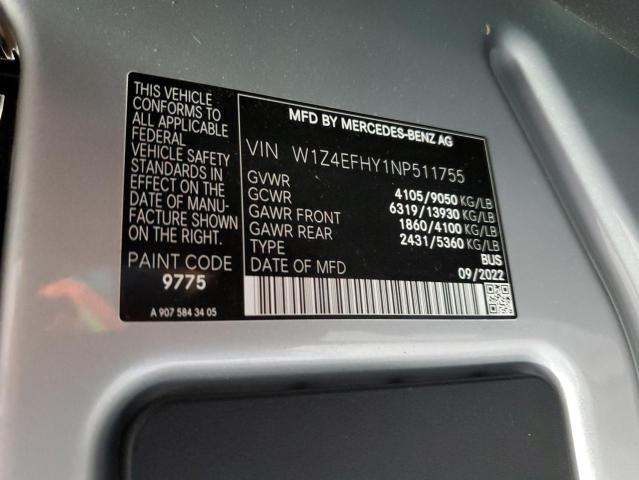 THIS VEHICLE
CONFORMS TO
ALL APPLICABLE
FEDERAL
VEHICLE SAFETY
STANDARDS IN
EFFECT ON THE
DATE OF MANU-
FACTURE SHOWN
ON THE RIGHT.
PAINT CODE
9775
A 907 584 34 05
MFD BY MERCEDES-BENZ AG
VIN W1Z4EFHY1NP511755
GVWR 4105/9050 KG/LB
GCWR 6319/13930 KG/LB
GAWR FRONT 1860/4100 KG/LB
GAWR REAR 2431/5360 KG/LB
TYPE BUS
DATE OF MFD 09/2022